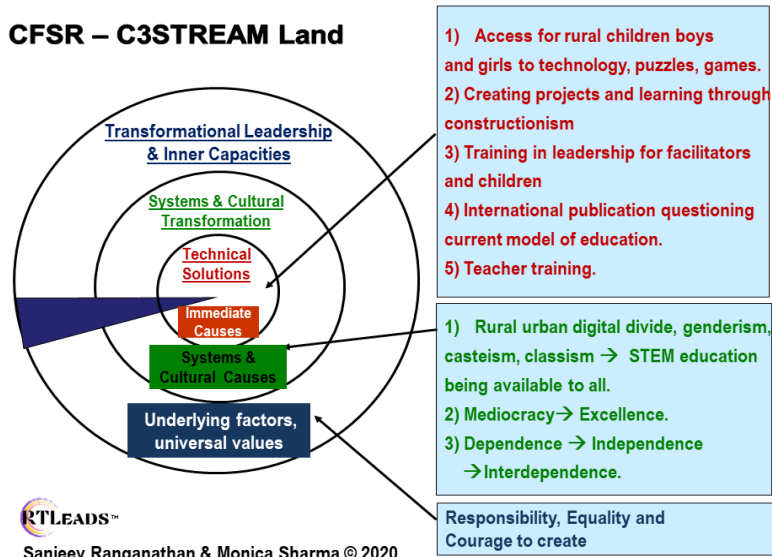 CFSR – C3STREAM Land
Transformational Leadership
& Inner Capacities
Systems & Cultural
Transformation
Technical
Solutions
Immediate
Causes
Systems &
Cultural Causes
Underlying factors,
universal values
1) Access for rural children boys
and girls to technology, puzzles, games.
2) Creating projects and learning through
constructionism
3) Training in leadership for facilitators
and children
4) International publication questioning
current model of education.
5) Teacher training.
1) Rural urban digital divide, genderism,
casteism, classism → STEM education
being available to all.
2) Mediocracy→ Excellence.
3) Dependence → Independence
→Interdependence.
Responsibility, Equality and
Courage to create
RTLEADS™
Sanjeev Ranganathan & Monica Sharma © 2020